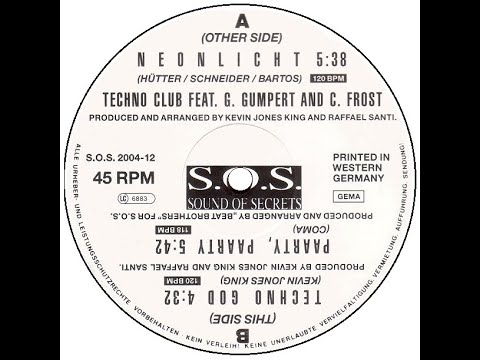 A
(OTHER SIDE)
NEONLICHT 5:38
(HÜTTER / SCHNEIDER / BARTOS) 120 BPM
TECHNO CLUB FEAT. G. GUMPERT AND C. FROST
PRODUCED AND ARRANGED BY KEVIN JONES KING AND RAFFAEL SANTI.
S.O.S. 2004-12
45 RPM
LC 6883
S.O.S.
SOUND OF SECRETS
PRINTED IN
WESTERN
GERMANY
GEMA
B
(THIS SIDE)
TECHNO GOD 4:32
(KEVIN JONES KING) 120 BPM
PRODUCED BY KEVIN JONES KING AND RAFFAEL SANTI.
PAARTY, PAARTY 5:42
(COMA) 118 BPM
PRODUCED AND ARRANGED BY „BEAT BROTHERS" FOR S.O.S.
ALLE URHEBER- UND LEISTUNGSSCHUTZRECHTE VORBEHALTEN · KEIN VERLEIH! KEINE UNERLAUBTE VERVIELFÄLTIGUNG, VERMIETUNG, AUFFÜHRUNG, SENDUNG!